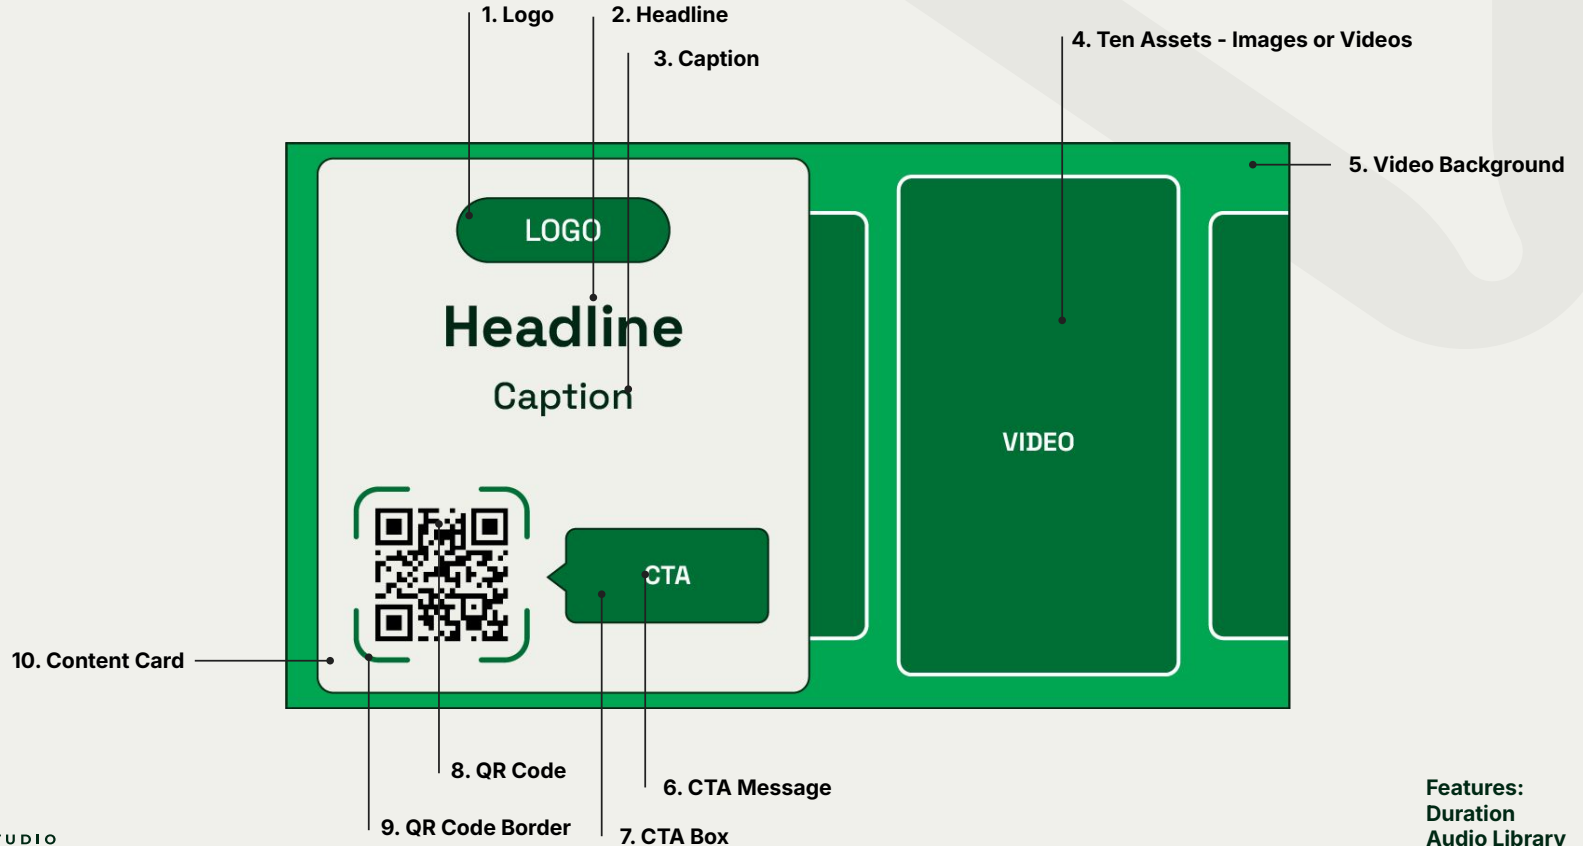 1. Logo
2. Headline
3. Caption
4. Ten Assets - Images or Videos
5. Video Background
LOGO
Headline
Caption
VIDEO
CTA
10. Content Card
8. QR Code
6. CTA Message
9. QR Code Border
7. CTA Box
Features:
Duration
Audio Library